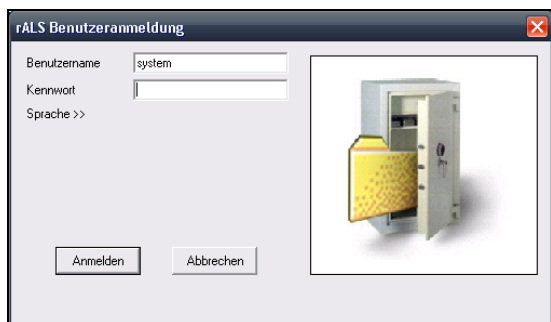 rALS Benutzeranmeldung
Benutzername system
Kennwort
Sprache >>
Anmelden Abbrechen